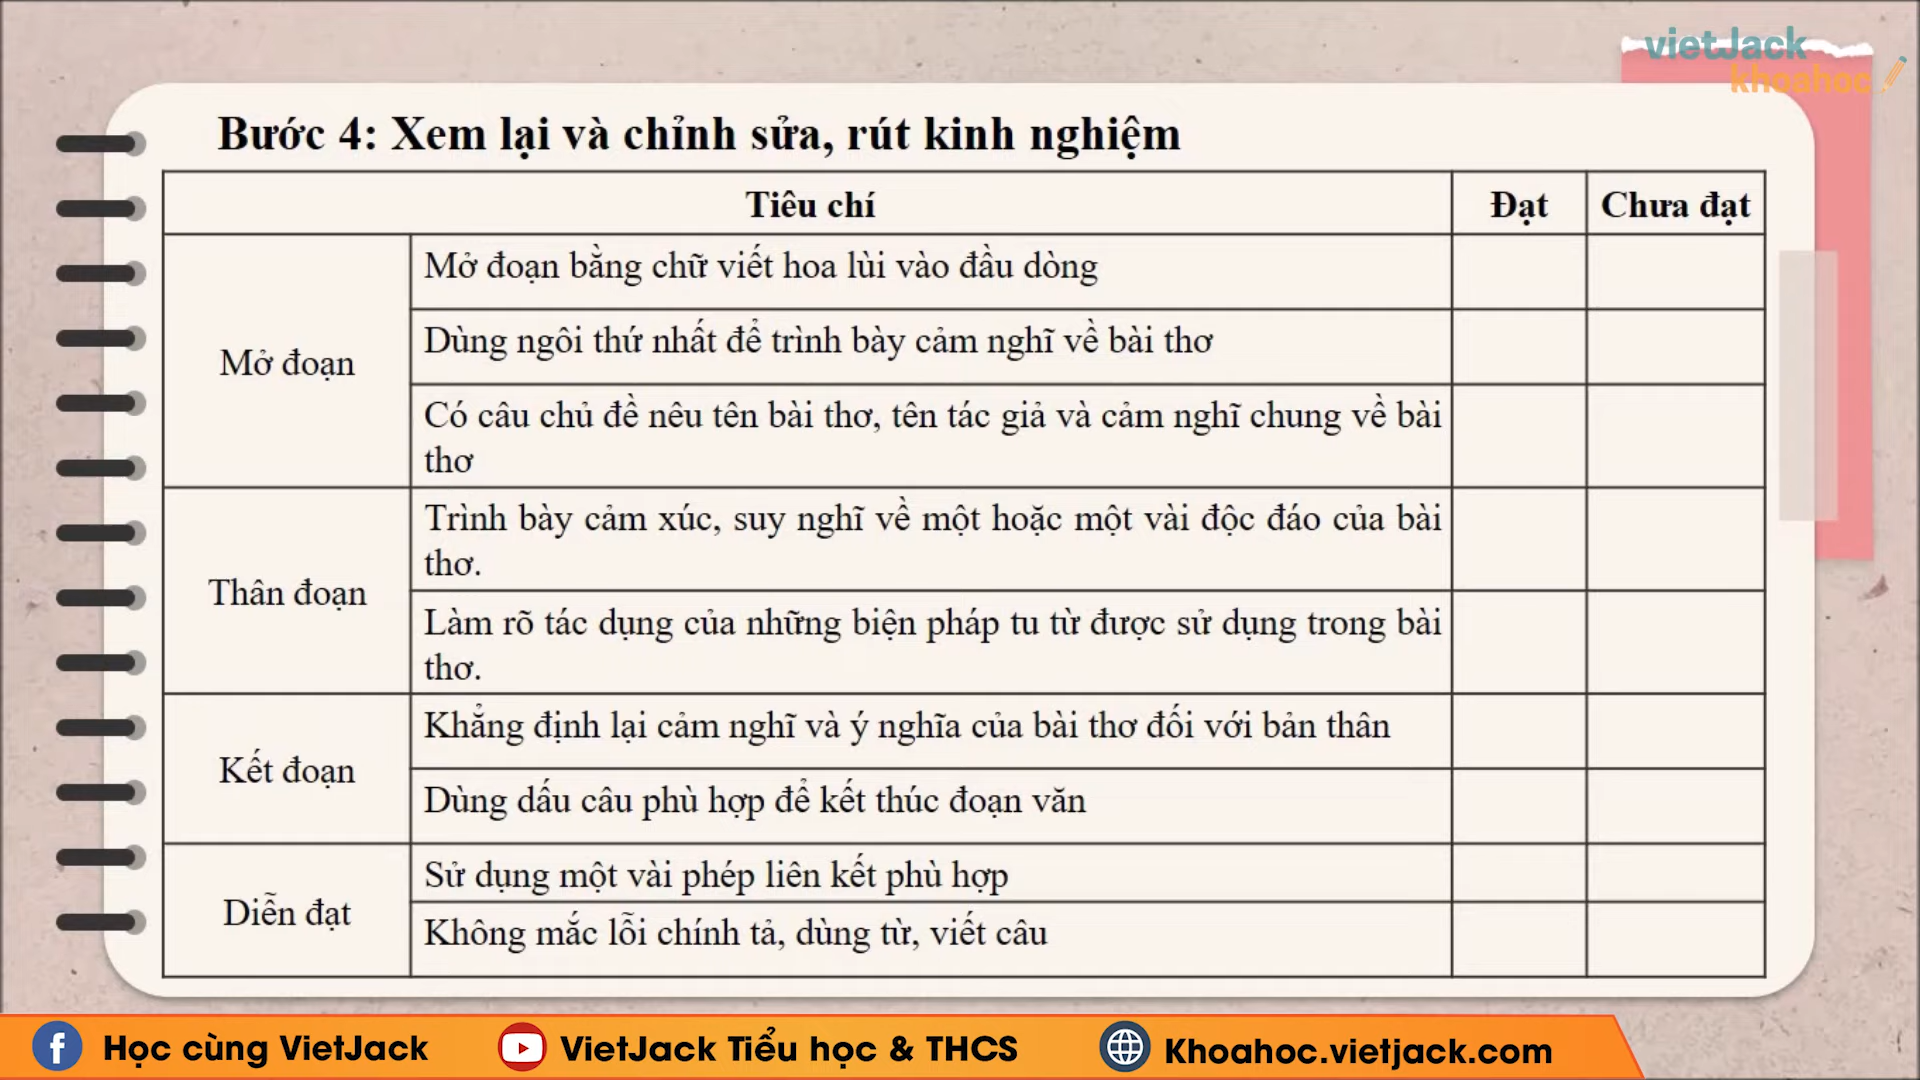 vietJack
khoahoc
Bước 4: Xem lại và chỉnh sửa, rút kinh nghiệm
Tiêu chí
Đạt
Chưa đạt
Mở đoạn
Mở đoạn bằng chữ viết hoa lùi vào đầu dòng
Dùng ngôi thứ nhất để trình bày cảm nghĩ về bài thơ
Có câu chủ đề nêu tên bài thơ, tên tác giả và cảm nghĩ chung về bài
thơ
Thân đoạn
Trình bày cảm xúc, suy nghĩ về một hoặc một vài độc đáo của bài
thơ.
Làm rõ tác dụng của những biện pháp tu từ được sử dụng trong bài
thơ.
Kết đoạn
Khẳng định lại cảm nghĩ và ý nghĩa của bài thơ đối với bản thân
Dùng dấu câu phù hợp để kết thúc đoạn văn
Diễn đạt
Sử dụng một vài phép liên kết phù hợp
Không mắc lỗi chính tả, dùng từ, viết câu
Học cùng VietJack
VietJack Tiểu học & THCS
Khoahoc.vietjack.com